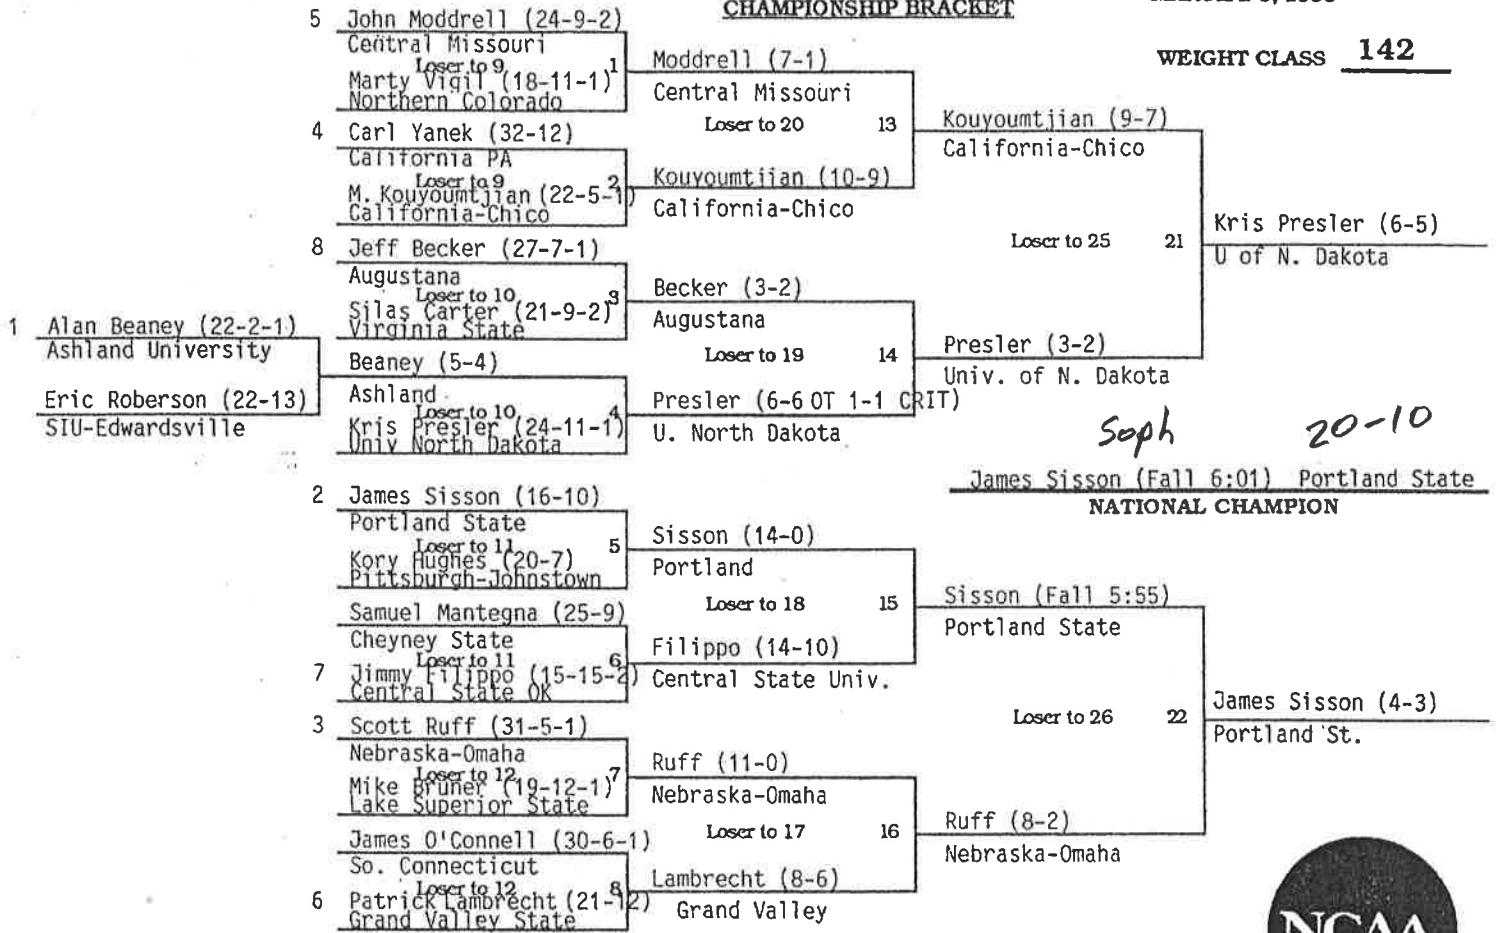 CHAMPIONSHIP BRACKET
WEIGHT CLASS 142
1 Alan Beaney (22-2-1)
Ashland University
Eric Roberson (22-13)
SIU-Edwardsville
5 John Moddrell (24-9-2)
Central Missouri
Loser to 9 1
Marty Vigil (18-11-1)
Northern Colorado
4 Carl Yanek (32-12)
California PA
Loser to 9 2
M. Kouyoumtjian (22-5-1)
California-Chico
8 Jeff Becker (27-7-1)
Augustana
Loser to 10 3
Silas Carter (21-9-2)
Virginia State
Beaney (5-4)
Ashland
Loser to 10 4
Kris Presler (24-11-1)
Univ North Dakota
2 James Sisson (16-10)
Portland State
Loser to 11 5
Kory Hughes (20-7)
Pittsburgh-Johnstown
Samuel Mantegna (25-9)
Cheyney State
Loser to 11 6
7 Jimmy Filippo (15-15-2)
Central State OK
3 Scott Ruff (31-5-1)
Nebraska-Omaha
Loser to 12 7
Mike Bruner (19-12-1)
Lake Superior State
James O'Connell (30-6-1)
So. Connecticut
Loser to 12 8
6 Patrick Lambrecht (21-12)
Grand Valley State
Moddrell (7-1)
Central Missouri
Loser to 20 13
Kouyoumtjian (10-9)
California-Chico
Becker (3-2)
Augustana
Loser to 19 14
Presler (6-6 OT 1-1 CRIT)
U. North Dakota
Sisson (14-0)
Portland
Loser to 18 15
Filippo (14-10)
Central State Univ.
Ruff (11-0)
Nebraska-Omaha
Loser to 17 16
Lambrecht (8-6)
Grand Valley
Kouyoumtjian (9-7)
California-Chico
Loser to 25 21
Presler (3-2)
Univ. of N. Dakota
Sisson (Fall 5:55)
Portland State
Loser to 26 22
Ruff (8-2)
Nebraska-Omaha
Kris Presler (6-5)
U of N. Dakota
James Sisson (4-3)
Portland St.
Soph 20-10
James Sisson (Fall 6:01) Portland State
NATIONAL CHAMPION
NCAA